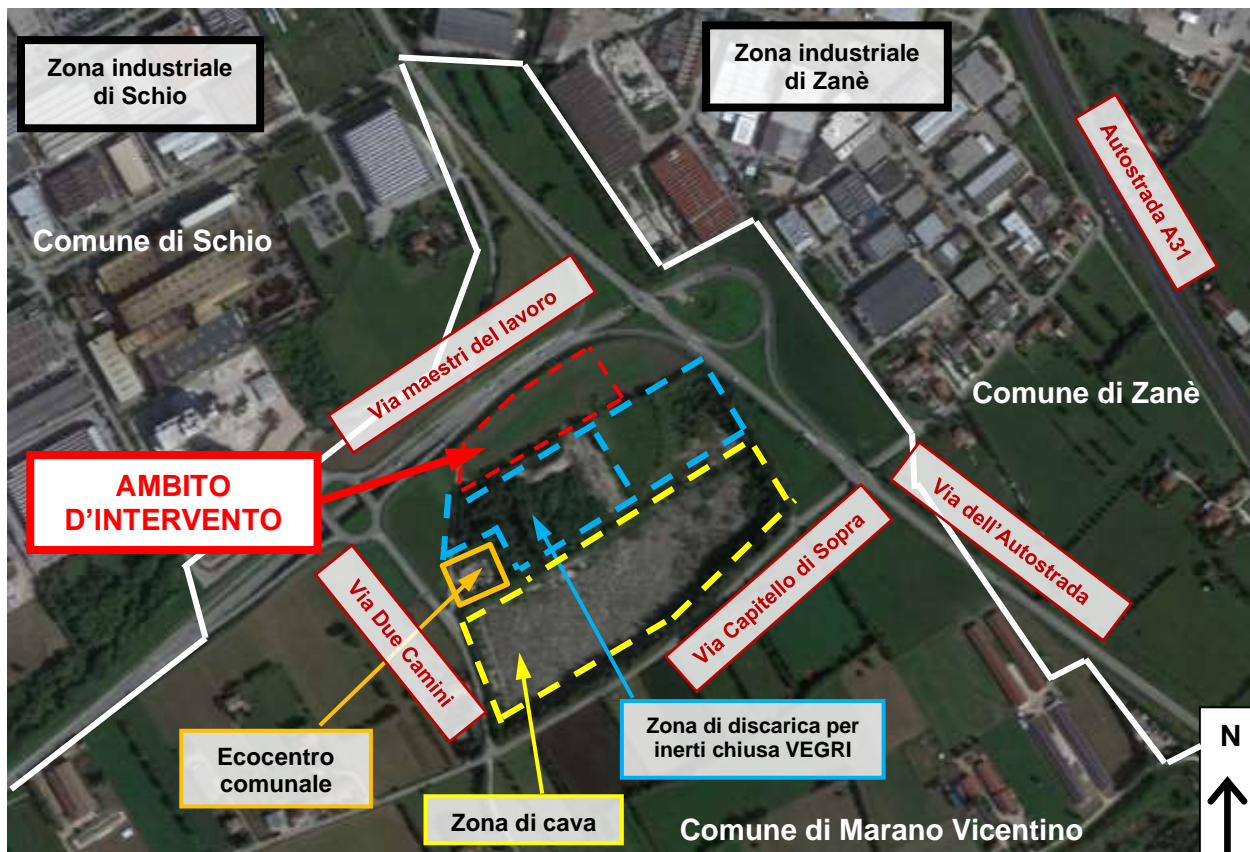 Zona industriale
di Schio
Zona industriale
di Zanè
Autostrada A31
Comune di Schio
Via maestri del lavoro
Comune di Zanè
AMBITO
D'INTERVENTO
Via dell'Autostrada
Via Due Camini
Via Capitello di Sopra
Zona di discarica per
inerti chiusa VEGRI
N
Ecocentro
comunale
Zona di cava
Comune di Marano Vicentino